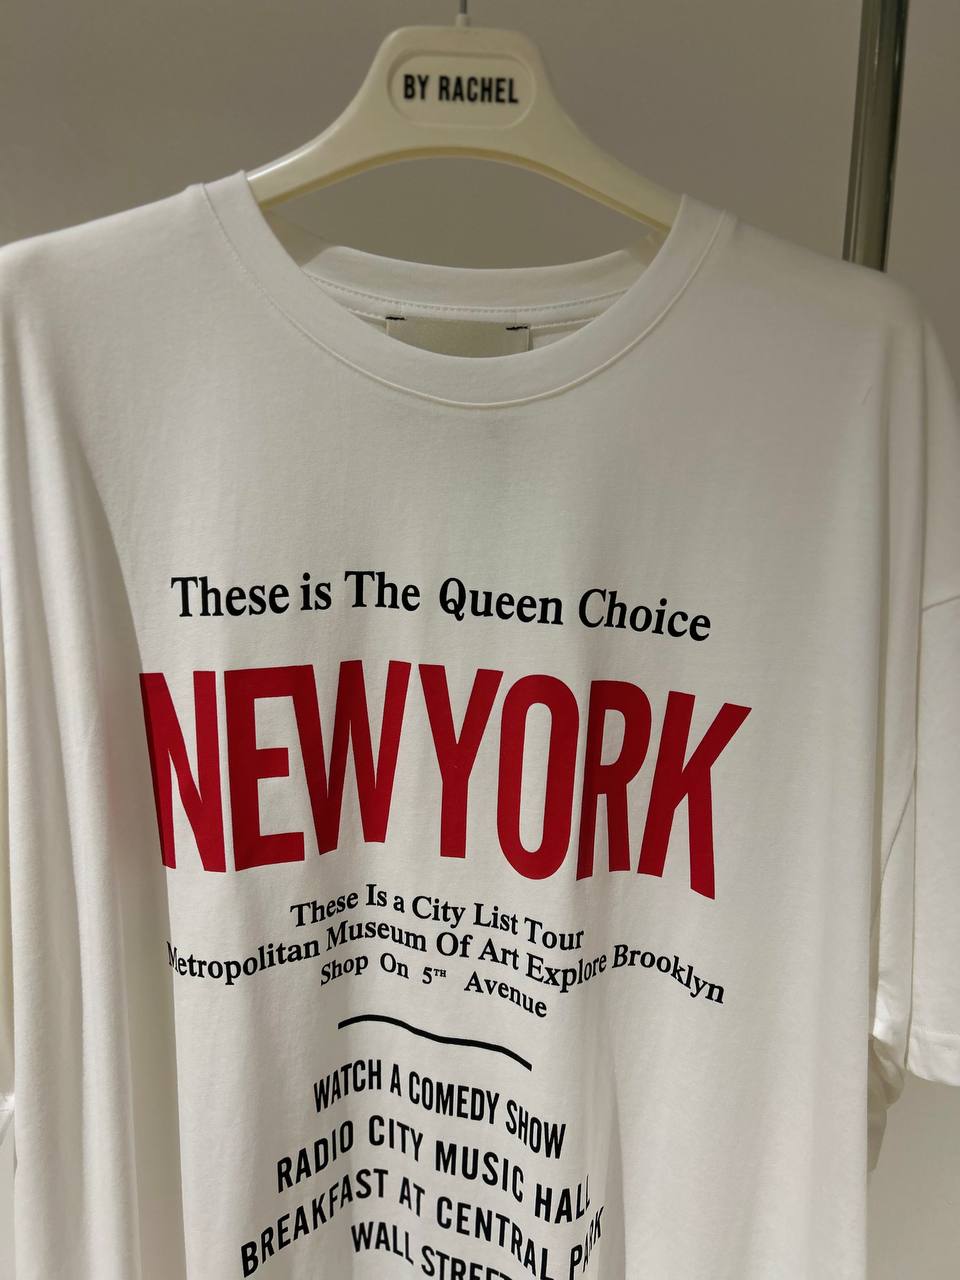 BY RACHEL
These is The Queen Choice
NEWYORK
These Is a City List Tour
Metropolitan Museum Of Art Explore Brooklyn
Shop On 5TH Avenue
WATCH A COMEDY SHOW
RADIO CITY MUSIC HALL
BREAKFAST AT CENTRAL PARK
WALL STREET